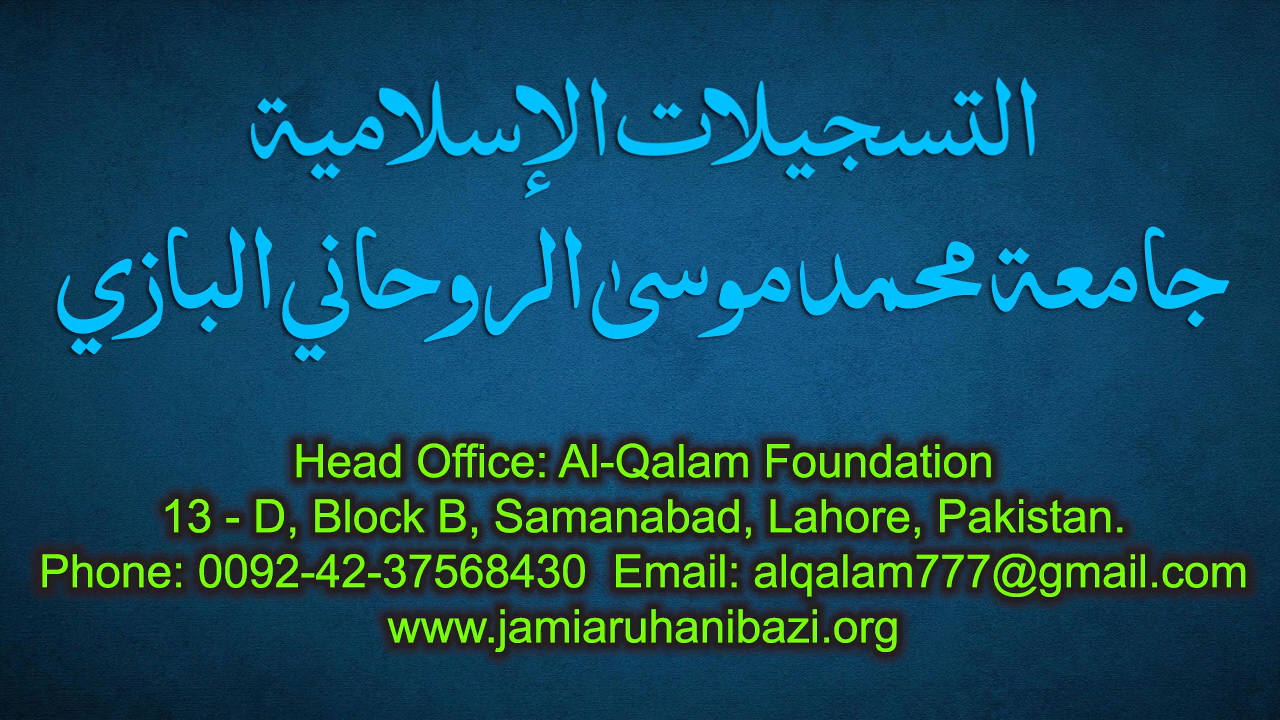 التسجيلات الإسلامية
جامعة محمد موسىٰ الروحاني البازي
Head Office: Al-Qalam Foundation
13 - D, Block B, Samanabad, Lahore, Pakistan.
Phone: 0092-42-37568430  Email: alqalam777@gmail.com
www.jamiaruhanibazi.org